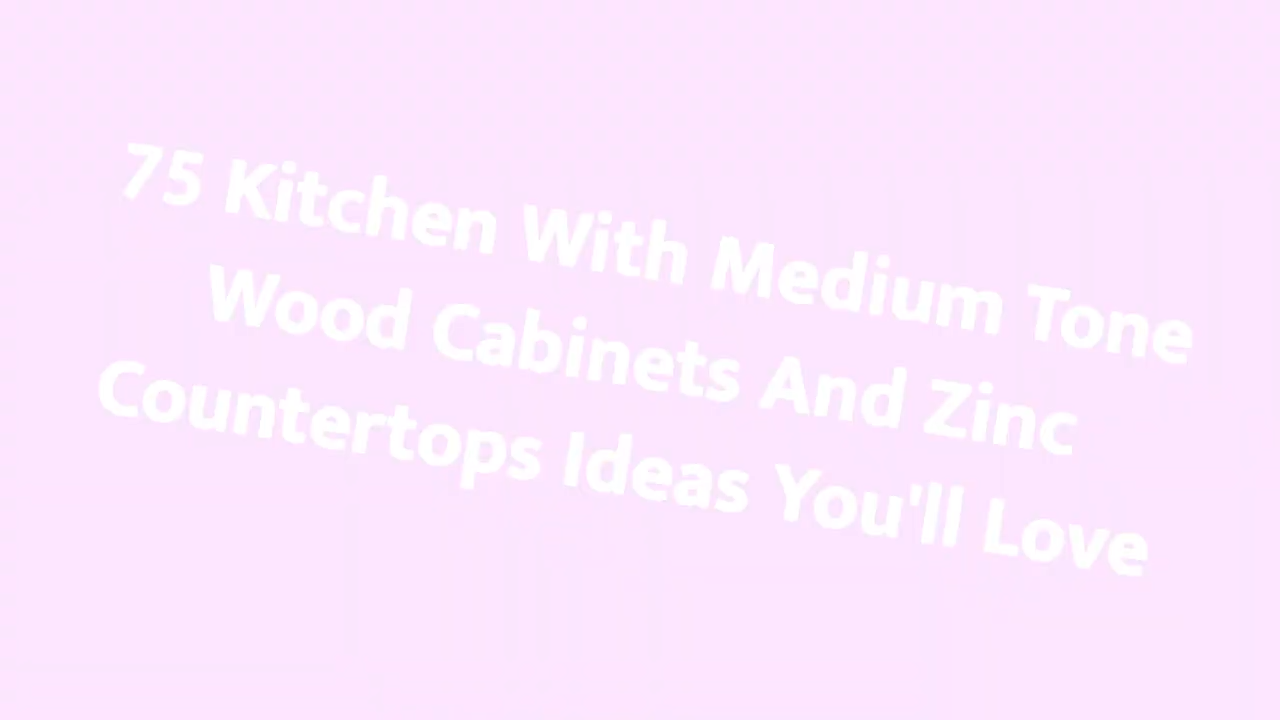 75 Kitchen With Medium Tone
Wood Cabinets And Zinc
Countertops Ideas You'll Love